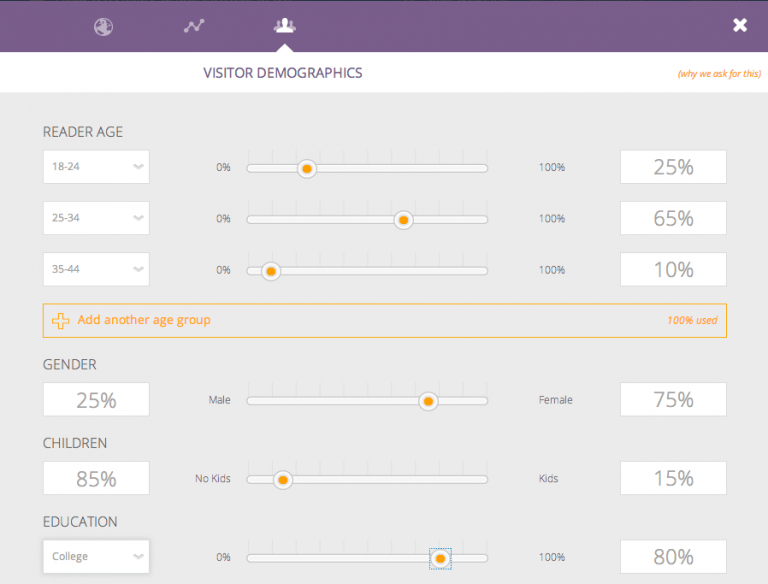 VISITOR DEMOGRAPHICS (why we ask for this)
READER AGE
18-24 0% 100% 25%
25-34 0% 100% 65%
35-44 0% 100% 10%
Add another age group 100% used
GENDER
25% Male Female 75%
CHILDREN
85% No Kids Kids 15%
EDUCATION
College 0% 100% 80%